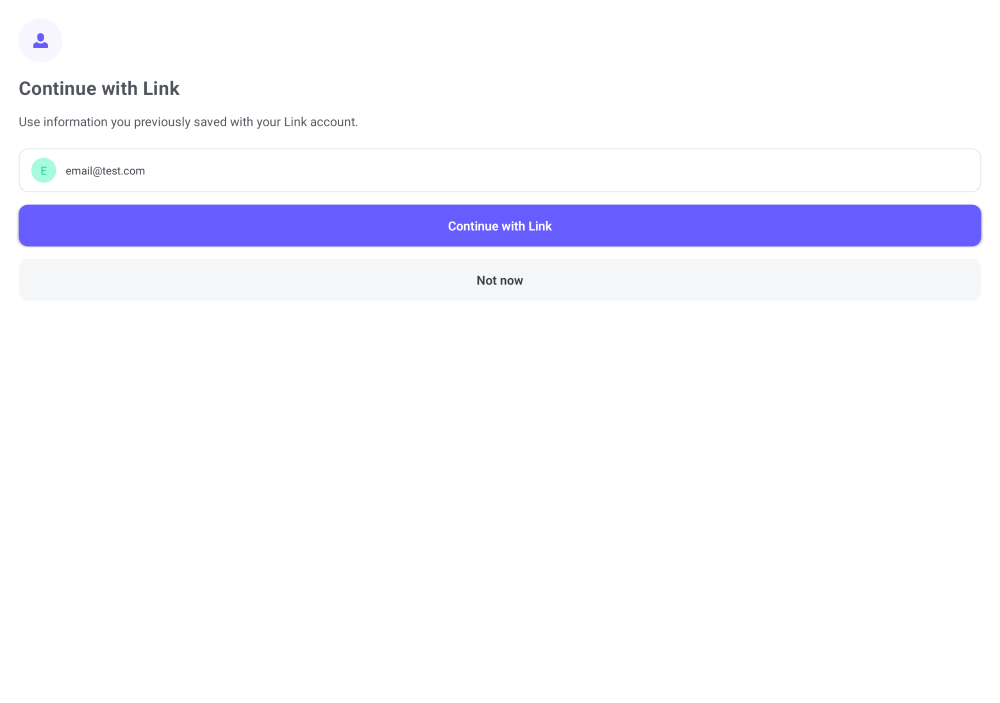 Continue with Link
Use information you previously saved with your Link account.
E
email@test.com
Continue with Link
Not now